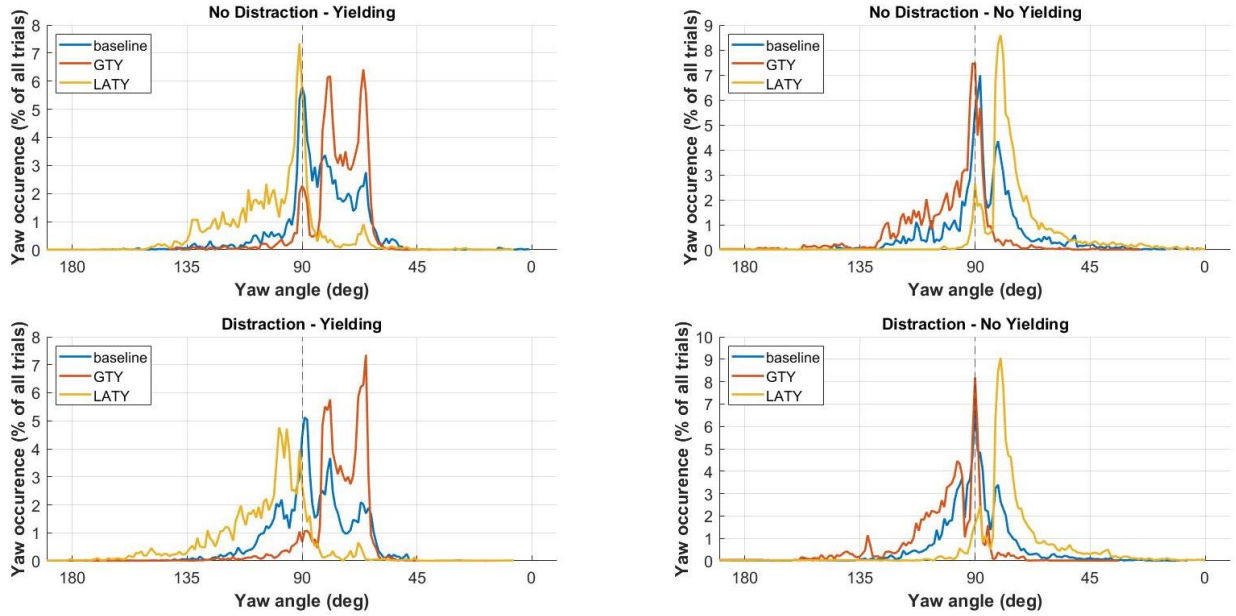 No Distraction - Yielding
Yaw occurence (% of all trials)
8
7
6
5
4
3
2
1
0
baseline
GTY
LATY
180 135 90 45 0
Yaw angle (deg)
No Distraction - No Yielding
Yaw occurence (% of all trials)
9
8
7
6
5
4
3
2
1
0
baseline
GTY
LATY
180 135 90 45 0
Yaw angle (deg)
Distraction - Yielding
Yaw occurence (% of all trials)
8
7
6
5
4
3
2
1
0
baseline
GTY
LATY
180 135 90 45 0
Yaw angle (deg)
Distraction - No Yielding
Yaw occurence (% of all trials)
10
9
8
7
6
5
4
3
2
1
0
baseline
GTY
LATY
180 135 90 45 0
Yaw angle (deg)